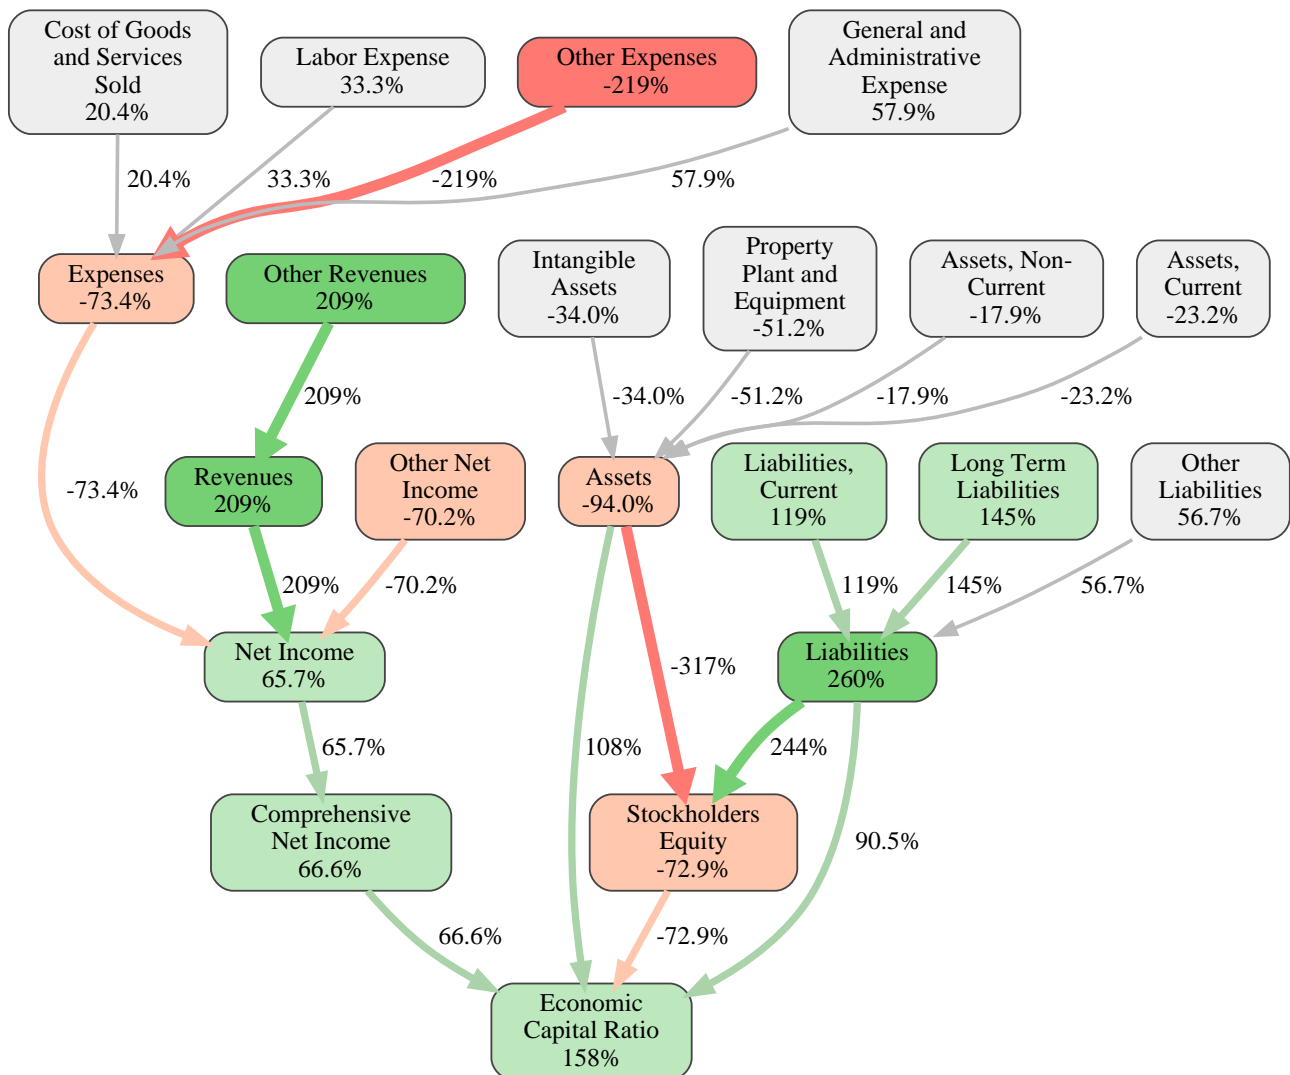 Cost of Goods
and Services
Sold
20.4%
Labor Expense
33.3%
Other Expenses
-219%
General and
Administrative
Expense
57.9%
20.4%
33.3%
-219%
57.9%
Expenses
-73.4%
Other Revenues
209%
Intangible
Assets
-34.0%
Property
Plant and
Equipment
-51.2%
Assets, Non-
Current
-17.9%
Assets,
Current
-23.2%
209%
-34.0%
-51.2%
-17.9%
-23.2%
-73.4%
Revenues
209%
Other Net
Income
-70.2%
Assets
-94.0%
Liabilities,
Current
119%
Long Term
Liabilities
145%
Other
Liabilities
56.7%
209%
-70.2%
119%
145%
56.7%
Net Income
65.7%
-317%
Liabilities
260%
65.7%
108%
244%
Comprehensive
Net Income
66.6%
Stockholders
Equity
-72.9%
90.5%
66.6%
-72.9%
Economic
Capital Ratio
158%